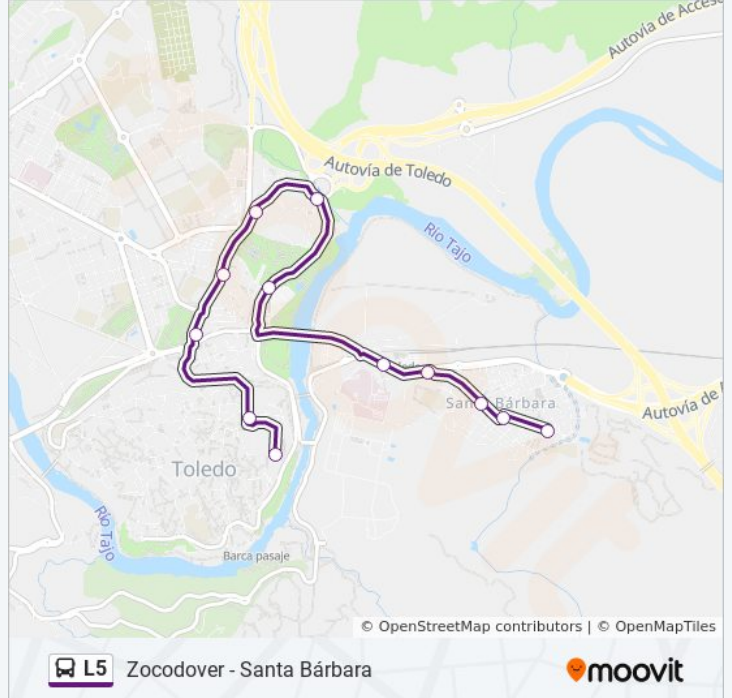 Autovía de Acceso
Autovía de Toledo
Río Tajo
Santa Bárbara
Autovía de A
Toledo
Río Tajo
Barca pasaje
© OpenStreetMap contributors | © OpenMapTiles
L5 Zocodover - Santa Bárbara
moovit